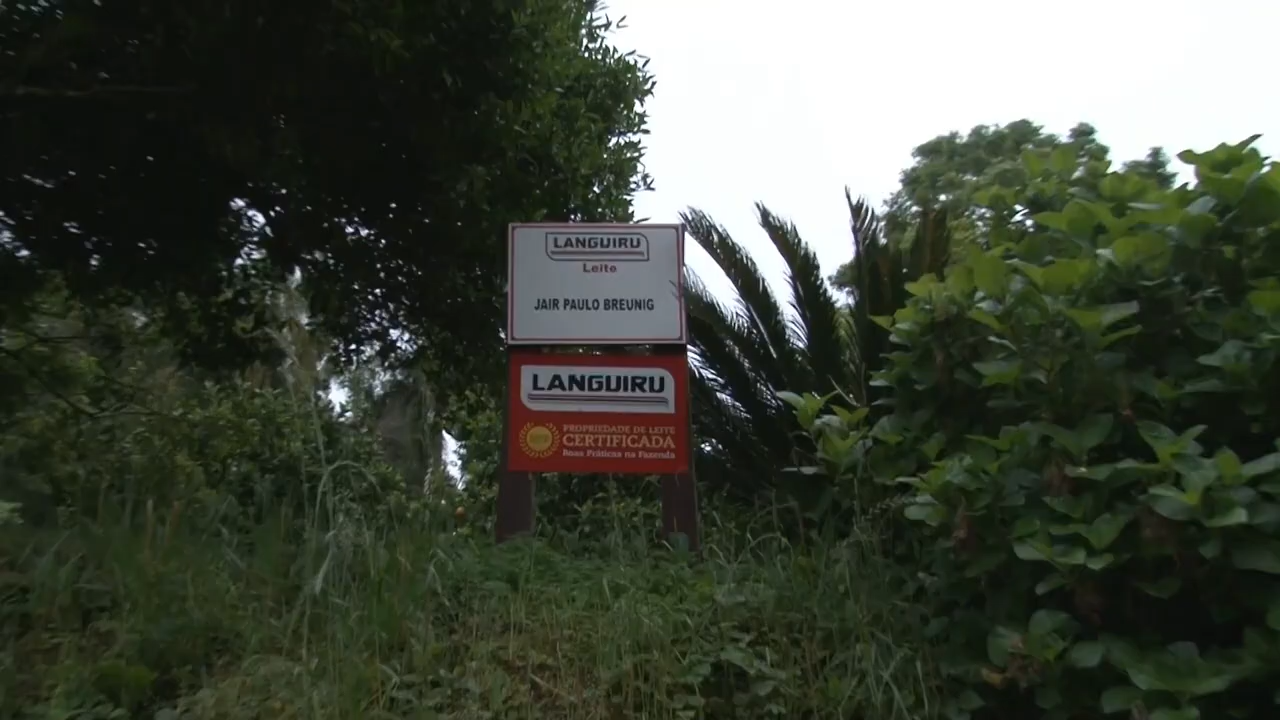 LANGUIRU
Leite
JAIR PAULO BREUNIG
LANGUIRU
PROPRIEDADE DE LEITE
CERTIFICADA
Boas Práticas na Fazenda